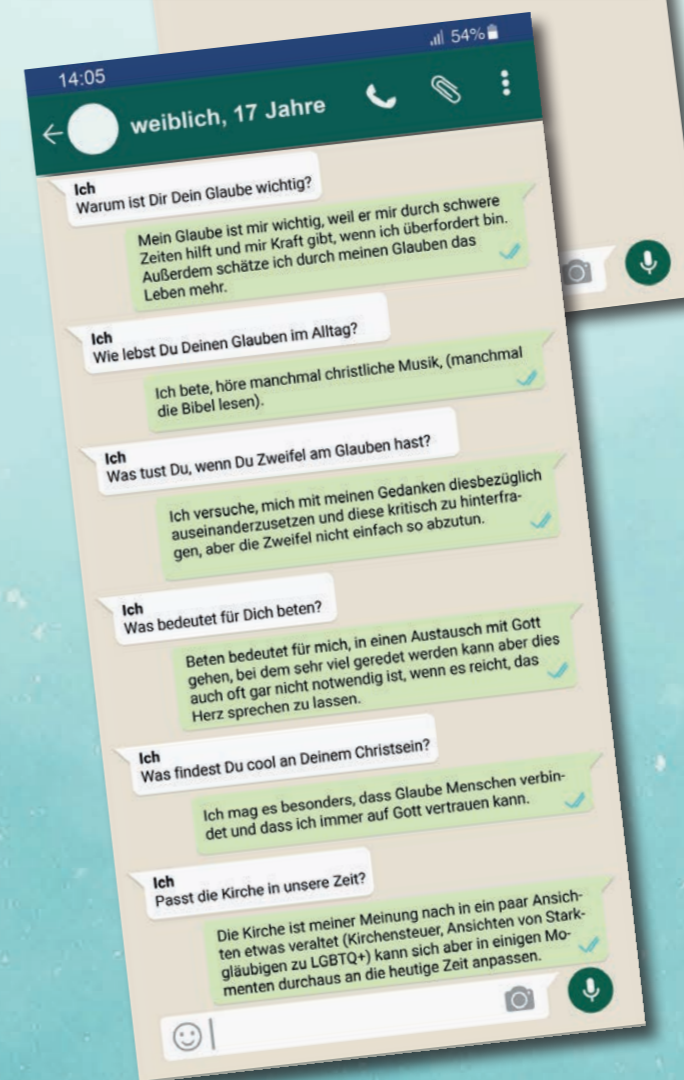 14:05
54%
weiblich, 17 Jahre
Ich
Warum ist Dir Dein Glaube wichtig?
Mein Glaube ist mir wichtig, weil er mir durch schwere
Zeiten hilft und mir Kraft gibt, wenn ich überfordert bin.
Außerdem schätze ich durch meinen Glauben das
Leben mehr.
Ich
Wie lebst Du Deinen Glauben im Alltag?
Ich bete, höre manchmal christliche Musik, (manchmal
die Bibel lesen).
Ich
Was tust Du, wenn Du Zweifel am Glauben hast?
Ich versuche, mich mit meinen Gedanken diesbezüglich
auseinanderzusetzen und diese kritisch zu hinterfra-
gen, aber die Zweifel nicht einfach so abzutun.
Ich
Was bedeutet für Dich beten?
Beten bedeutet für mich, in einen Austausch mit Gott
gehen, bei dem sehr viel geredet werden kann aber dies
auch oft gar nicht notwendig ist, wenn es reicht, das
Herz sprechen zu lassen.
Ich
Was findest Du cool an Deinem Christsein?
Ich mag es besonders, dass Glaube Menschen verbin-
det und dass ich immer auf Gott vertrauen kann.
Ich
Passt die Kirche in unsere Zeit?
Die Kirche ist meiner Meinung nach in ein paar Ansich-
ten etwas veraltet (Kirchensteuer, Ansichten von Stark-
gläubigen zu LGBTQ+) kann sich aber in einigen Mo-
menten durchaus an die heutige Zeit anpassen.